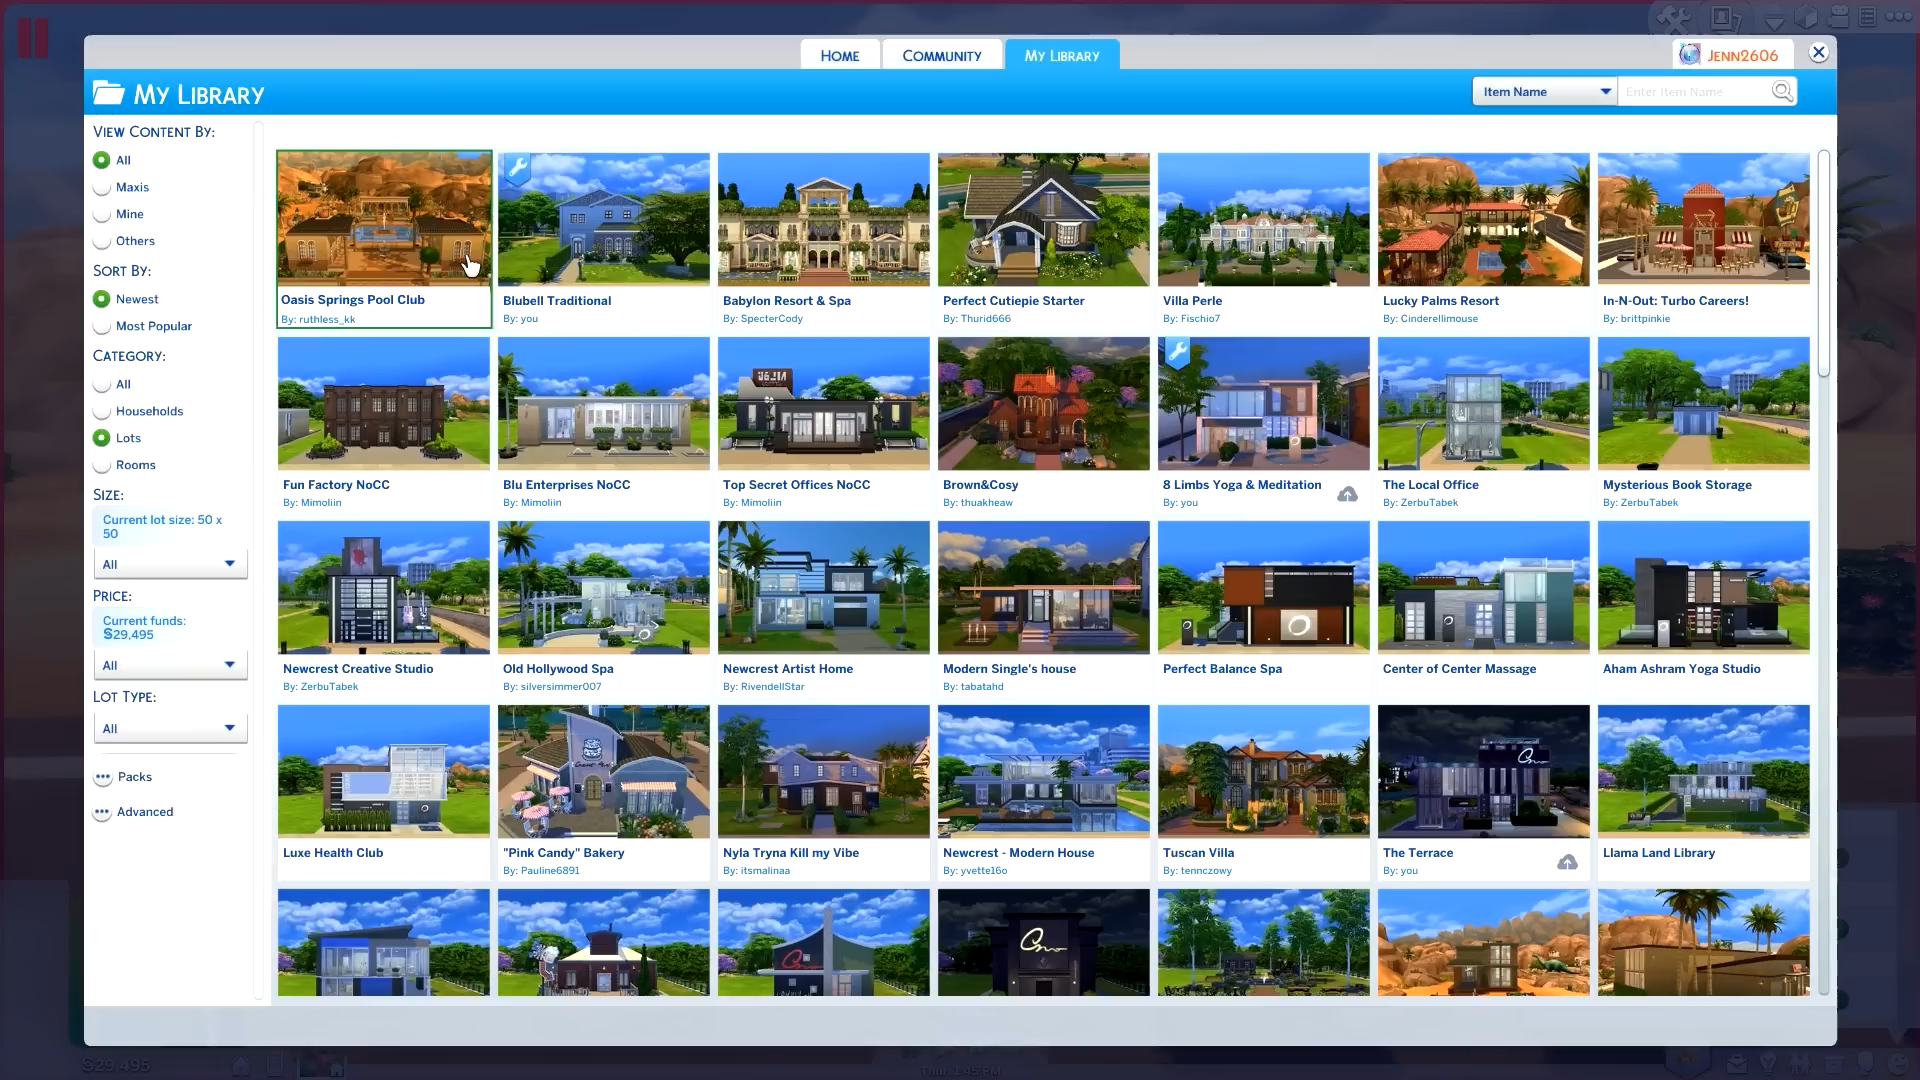 HOME
COMMUNITY
MY LIBRARY
JENN2606
MY LIBRARY
Item Name
Enter Item Name
VIEW CONTENT BY:
All
Maxis
Mine
Others
SORT BY:
Newest
Most Popular
CATEGORY:
All
Households
Lots
Rooms
SIZE:
Current lot size: 50 x
50
All
PRICE:
Current funds:
§29,495
All
LOT TYPE:
All
Packs
Advanced
Oasis Springs Pool Club
By: ruthless_kk
Blubell Traditional
By: you
Babylon Resort & Spa
By: SpecterCody
Perfect Cutiepie Starter
By: Thurid666
Villa Perle
By: Fischio7
Lucky Palms Resort
By: Cinderellimouse
In-N-Out: Turbo Careers!
By: brittpinkie
Fun Factory NoCC
By: Mimoliin
Blu Enterprises NoCC
By: Mimoliin
Top Secret Offices NoCC
By: Mimoliin
Brown&Cosy
By: thuakheaw
8 Limbs Yoga & Meditation
By: you
The Local Office
By: ZerbuTabek
Mysterious Book Storage
By: ZerbuTabek
Newcrest Creative Studio
By: ZerbuTabek
Old Hollywood Spa
By: silversimmer007
Newcrest Artist Home
By: RivendellStar
Modern Single's house
By: tabatahd
Perfect Balance Spa
Center of Center Massage
Aham Ashram Yoga Studio
Luxe Health Club
"Pink Candy" Bakery
By: Pauline6891
Nyla Tryna Kill my Vibe
By: itsmalinaa
Newcrest - Modern House
By: yvette16o
Tuscan Villa
By: tennczowy
The Terrace
By: you
Llama Land Library
§29,495
Thu. 1:45 PM